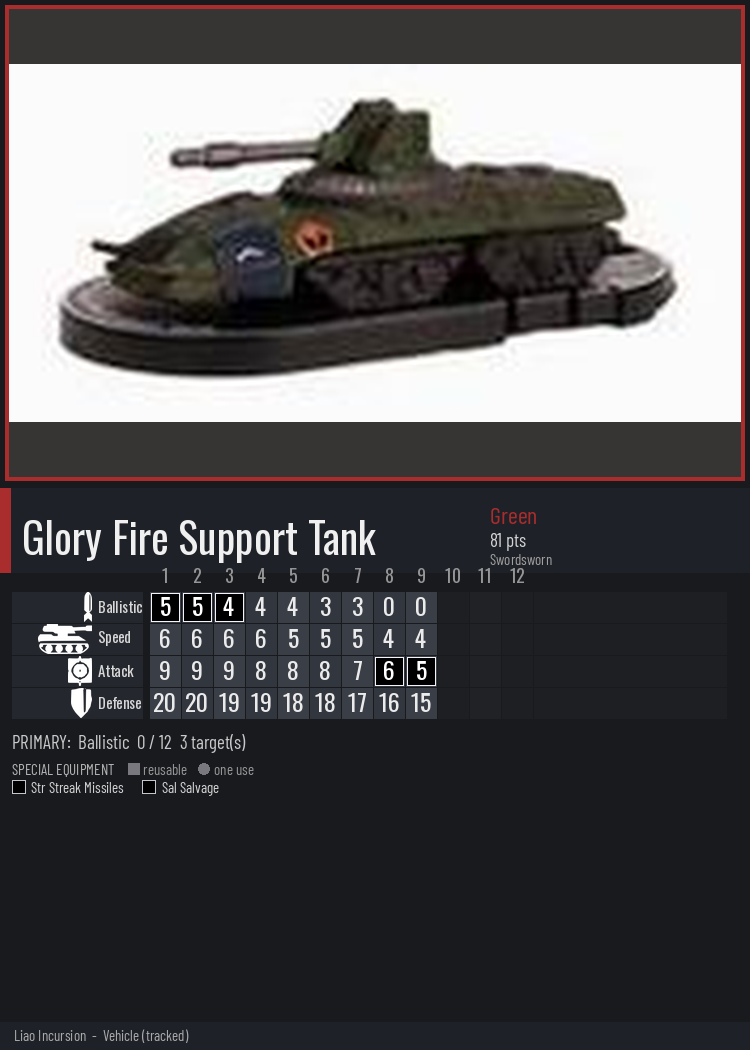 Glory Fire Support Tank
Green
81 pts
Swordsworn
1 2 3 4 5 6 7 8 9 10 11 12
Ballistic 5 5 4 4 4 3 3 0 0
Speed 6 6 6 6 5 5 5 4 4
Attack 9 9 9 8 8 8 7 6 5
Defense 20 20 19 19 18 18 17 16 15
PRIMARY: Ballistic 0 / 12 3 target(s)
SPECIAL EQUIPMENT reusable one use
Str Streak Missiles Sal Salvage
Liao Incursion - Vehicle (tracked)